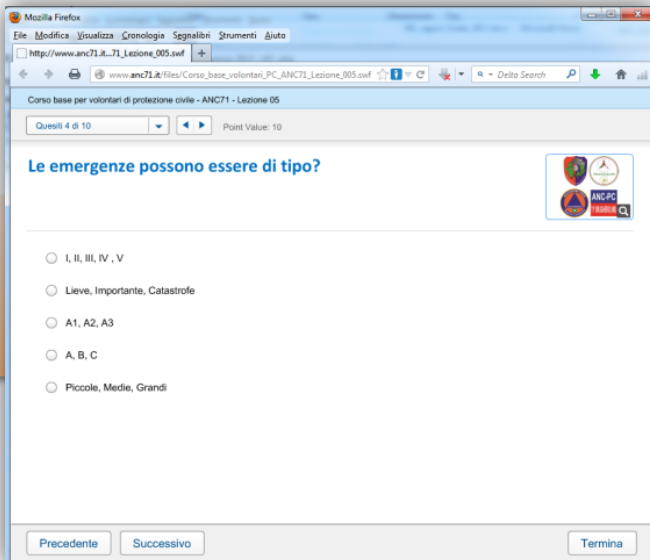 Mozilla Firefox
File Modifica Visualizza Cronologia Segnalibri Strumenti Aiuto
http://www.anc71.it...71_Lezione_005.swf +
www.anc71.it/files/Corso_base_volontari_PC_ANC71_Lezione_005.swf Delta Search
Corso base per volontari di protezione civile - ANC71 - Lezione 05
Quesiti 4 di 10 Point Value: 10
Le emergenze possono essere di tipo?
ANC-PC
I, II, III, IV , V
Lieve, Importante, Catastrofe
A1, A2, A3
A, B, C
Piccole, Medie, Grandi
Precedente Successivo Termina